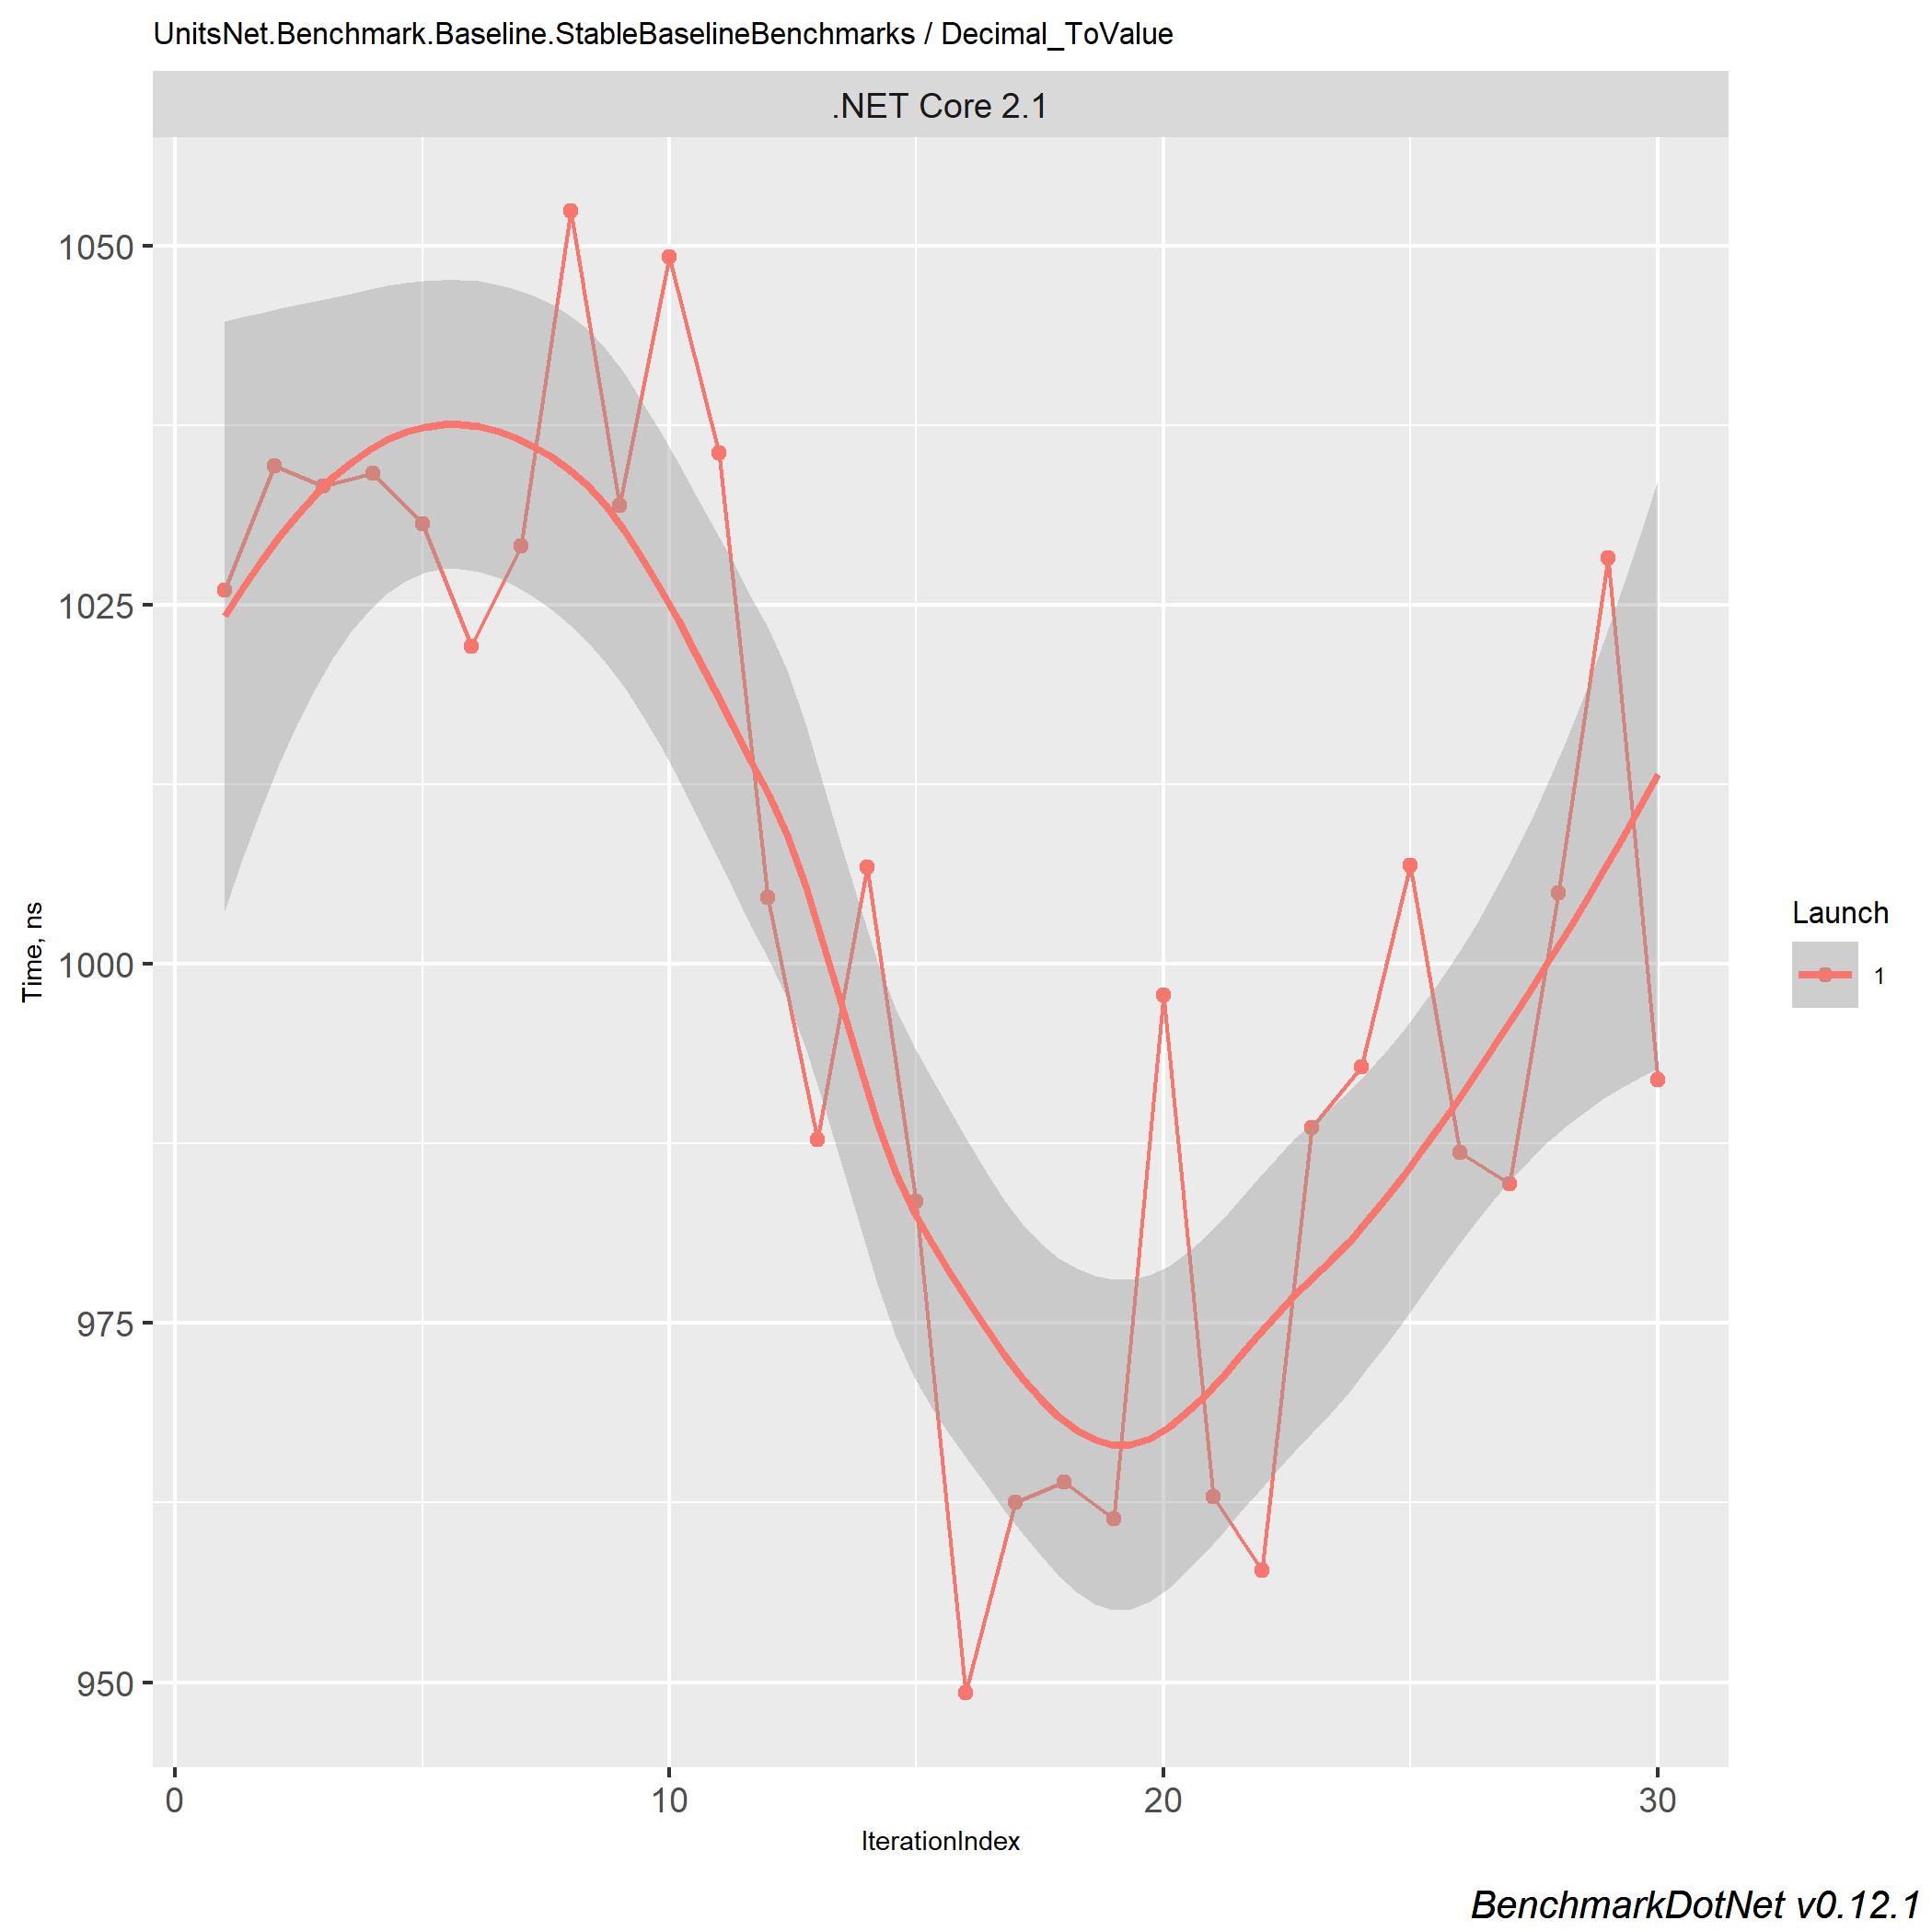 UnitsNet.Benchmark.Baseline.StableBaselineBenchmarks / Decimal_ToValue
.NET Core 2.1
1050
1025
1000
975
950
Time, ns
0 10 20 30
IterationIndex
Launch
1
BenchmarkDotNet v0.12.1